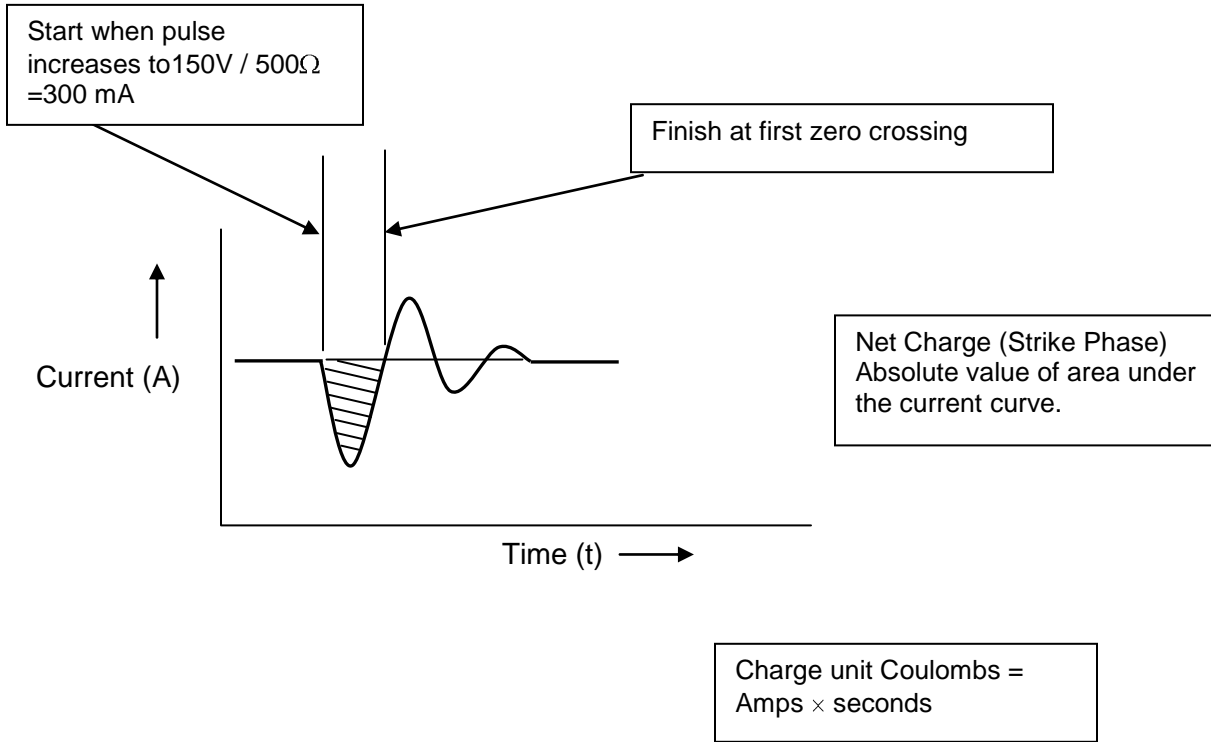 Start when pulse
increases to150V / 500Ω
=300 mA
Finish at first zero crossing
Current (A)
Net Charge (Strike Phase)
Absolute value of area under
the current curve.
Time (t)
Charge unit Coulombs =
Amps × seconds